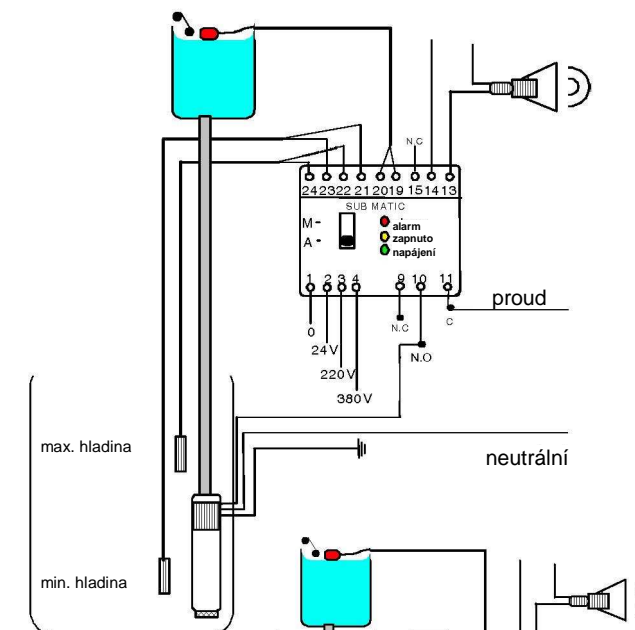 N.C
24 23 22 21 20 19 15 14 13
SUB MATIC
M-
A-
alarm
zapnuto
napájení
1 2 3 4 9 10 11
proud
0
24V
220V
380V
N.C
N.O
C
max. hladina
neutrální
min. hladina